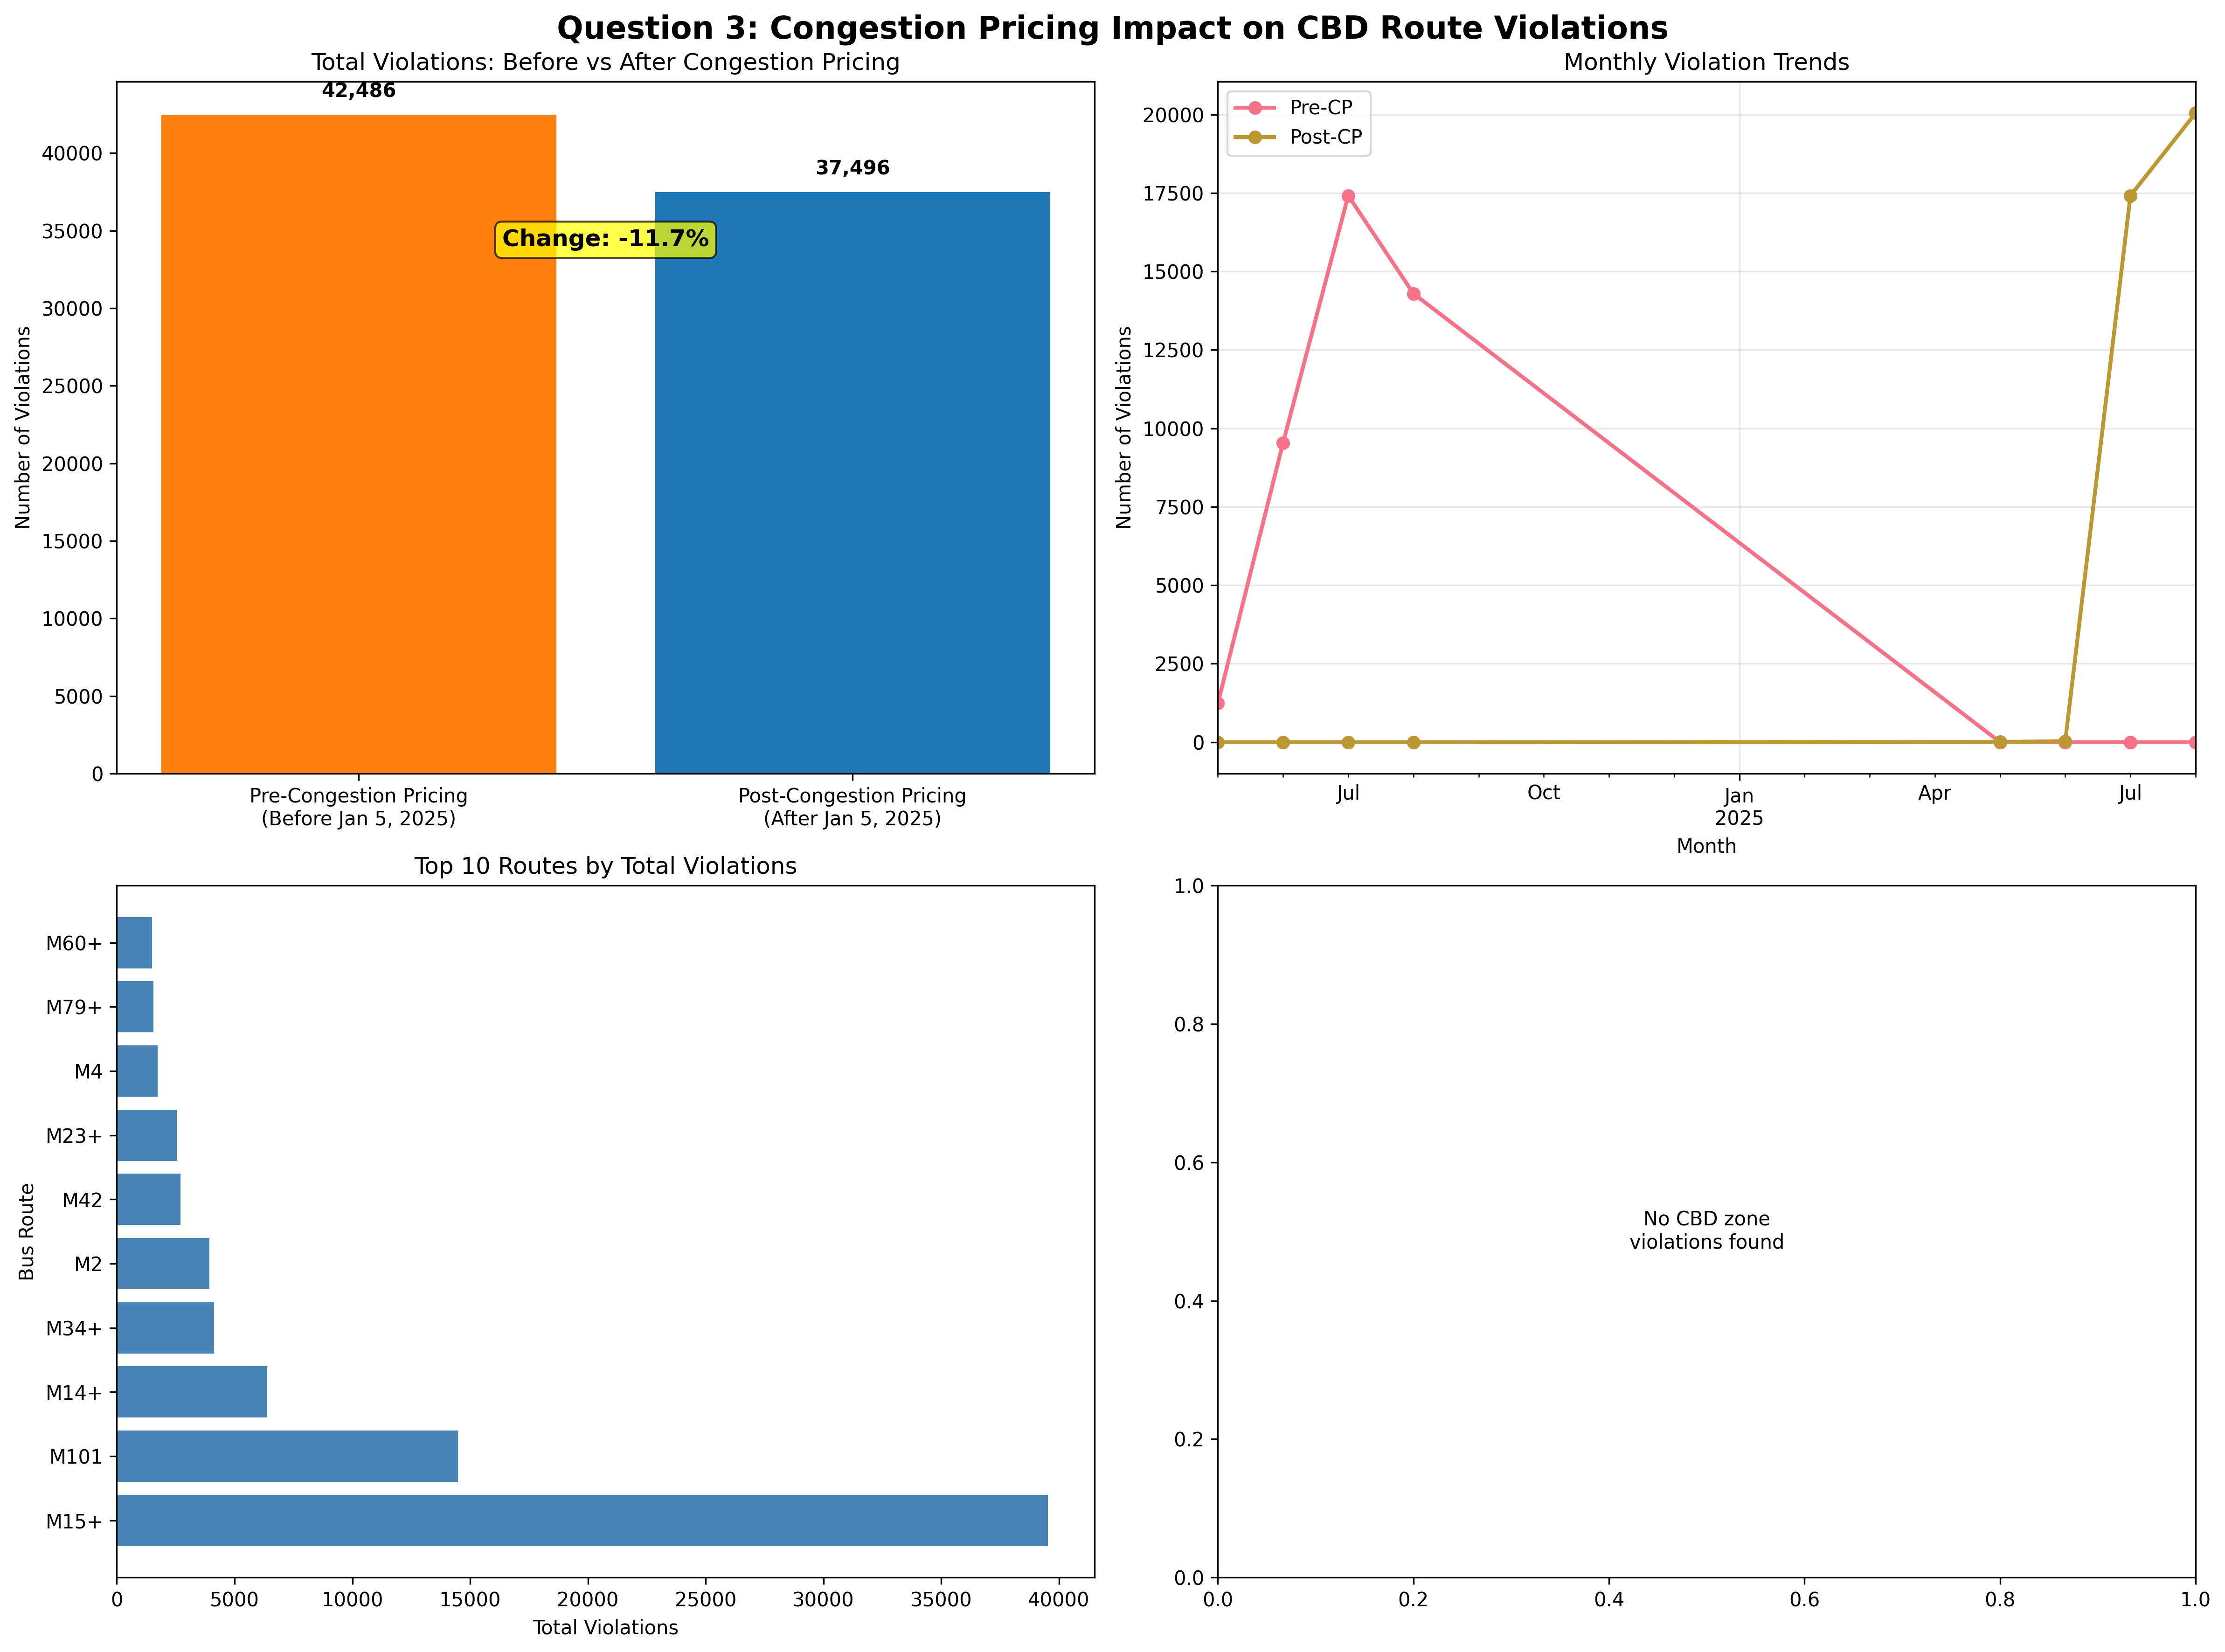 Question 3: Congestion Pricing Impact on CBD Route Violations
Total Violations: Before vs After Congestion Pricing
42,486
37,496
Change: -11.7%
Number of Violations
40000
35000
30000
25000
20000
15000
10000
5000
0
Pre-Congestion Pricing
(Before Jan 5, 2025)
Post-Congestion Pricing
(After Jan 5, 2025)
Monthly Violation Trends
Pre-CP
Post-CP
Number of Violations
20000
17500
15000
12500
10000
7500
5000
2500
0
Jul
Oct
Jan
2025
Apr
Jul
Month
Top 10 Routes by Total Violations
Bus Route
M60+
M79+
M4
M23+
M42
M2
M34+
M14+
M101
M15+
0
5000
10000
15000
20000
25000
30000
35000
40000
Total Violations
1.0
0.8
0.6
0.4
0.2
0.0
No CBD zone
violations found
0.0
0.2
0.4
0.6
0.8
1.0